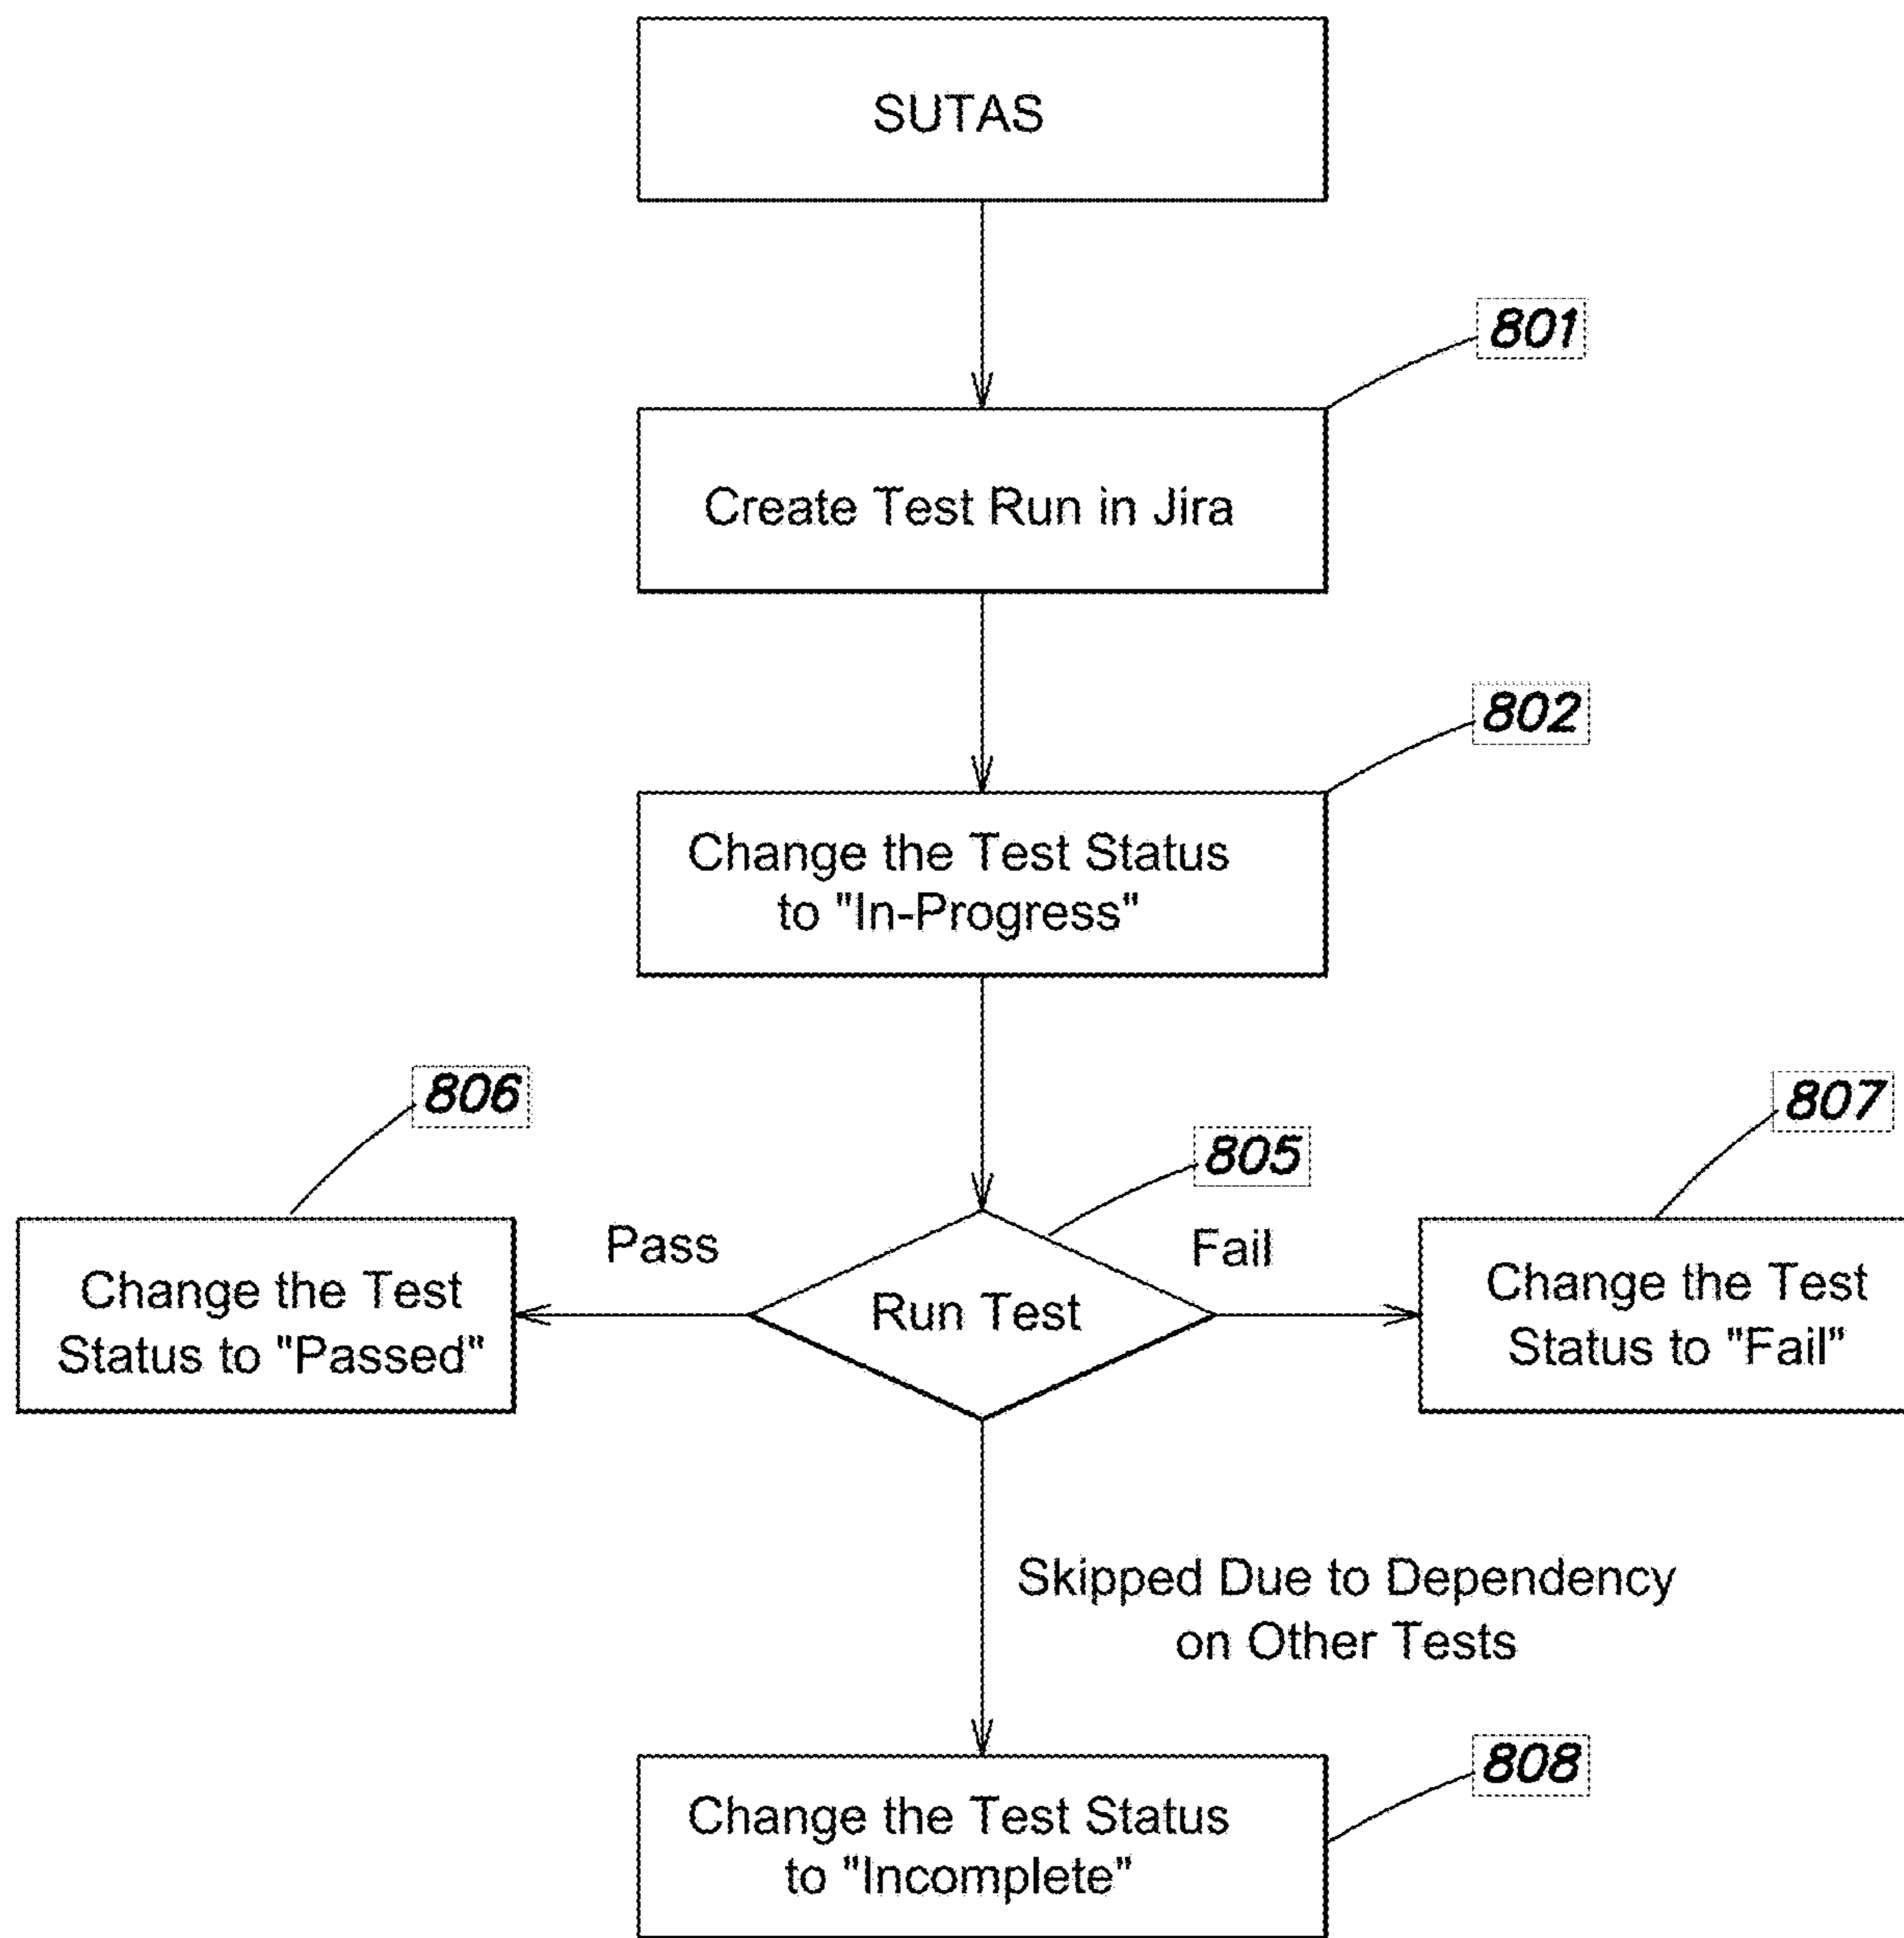 SUTAS
801
Create Test Run in Jira
802
Change the Test Status
to "In-Progress"
806
807
805
Pass
Fail
Change the Test
Status to "Passed"
Run Test
Change the Test
Status to "Fail"
Skipped Due to Dependency
on Other Tests
808
Change the Test Status
to "Incomplete"